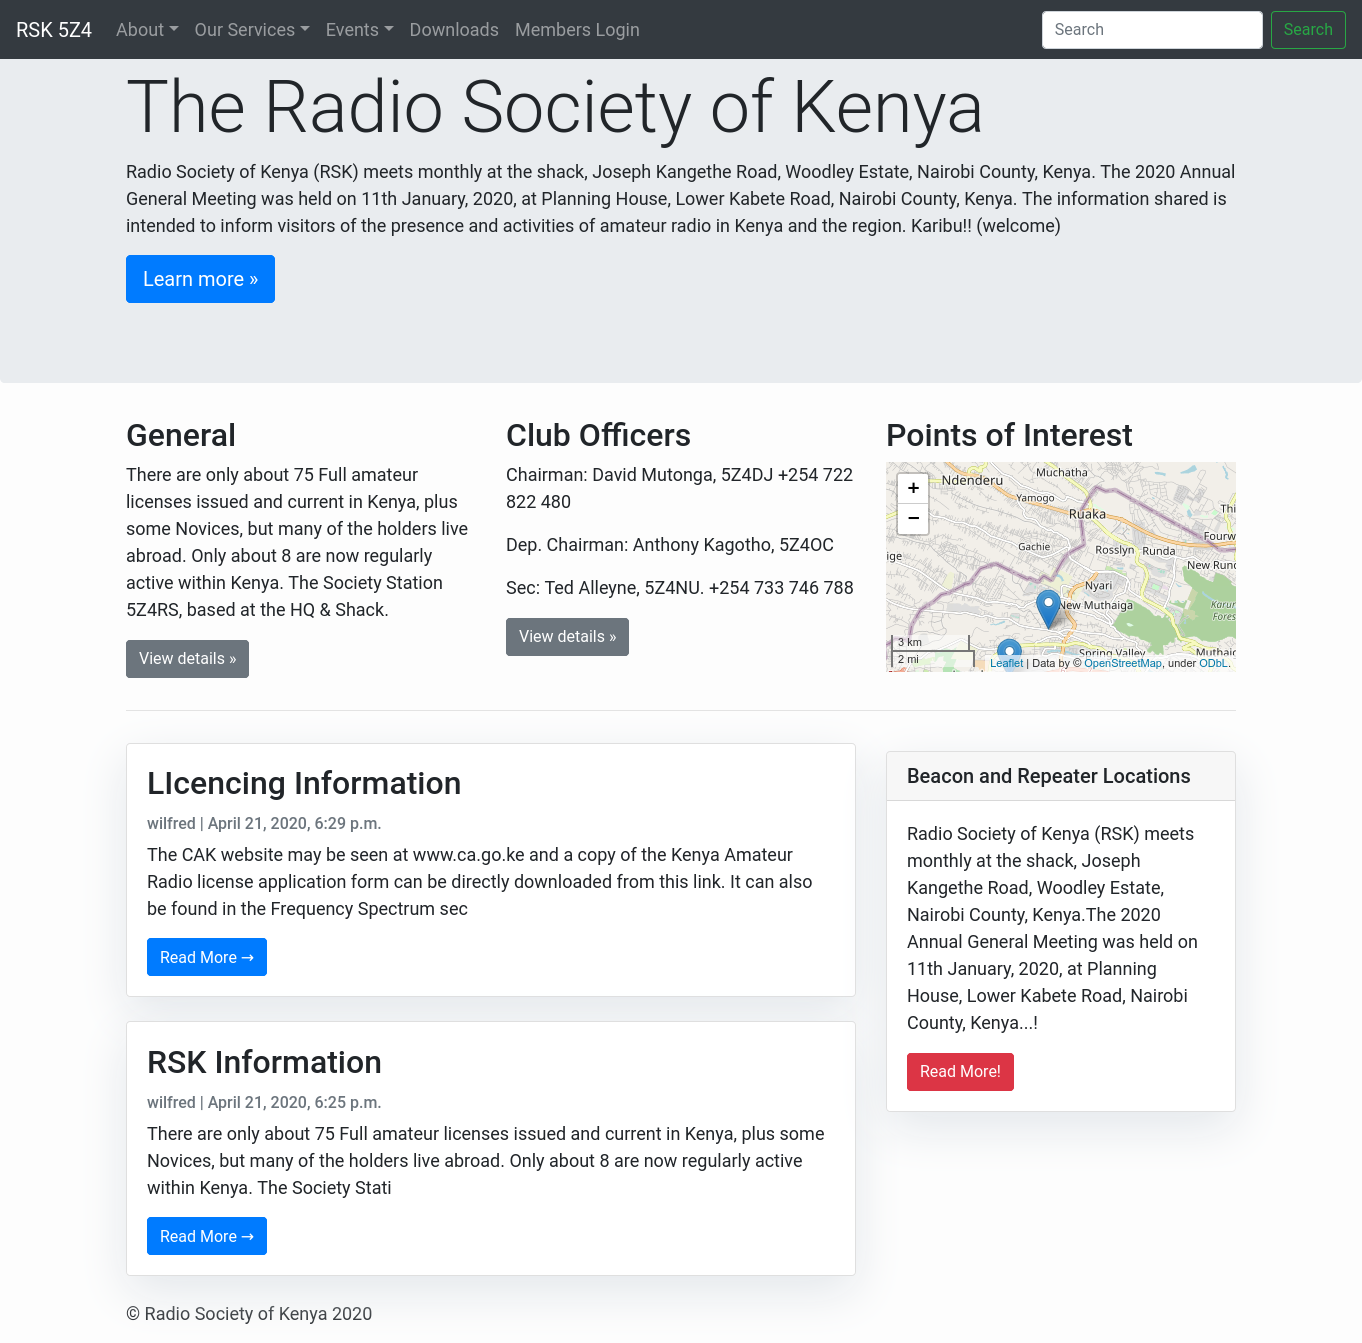 RSK 5Z4 About Our Services Events Downloads Members Login Search Search
The Radio Society of Kenya
Radio Society of Kenya (RSK) meets monthly at the shack, Joseph Kangethe Road, Woodley Estate, Nairobi County, Kenya. The 2020 Annual
General Meeting was held on 11th January, 2020, at Planning House, Lower Kabete Road, Nairobi County, Kenya. The information shared is
intended to inform visitors of the presence and activities of amateur radio in Kenya and the region. Karibu!! (welcome)
Learn more »
General
There are only about 75 Full amateur
licenses issued and current in Kenya, plus
some Novices, but many of the holders live
abroad. Only about 8 are now regularly
active within Kenya. The Society Station
5Z4RS, based at the HQ & Shack.
View details »
Club Officers
Chairman: David Mutonga, 5Z4DJ +254 722
822 480
Dep. Chairman: Anthony Kagotho, 5Z4OC
Sec: Ted Alleyne, 5Z4NU. +254 733 746 788
View details »
Points of Interest
+
−
Muchatha
Ndenderu
Yamogo
Ruaka
Thi
Fourw
Gachie
Rosslyn Runda
ige
New Run
Nyari
New Muthaiga
Karur
Fores
3 km
2 mi
Spring Valley
Muthaig
Leaflet | Data by © OpenStreetMap, under ODbL.
LIcencing Information
wilfred | April 21, 2020, 6:29 p.m.
The CAK website may be seen at www.ca.go.ke and a copy of the Kenya Amateur
Radio license application form can be directly downloaded from this link. It can also
be found in the Frequency Spectrum sec
Read More →
RSK Information
wilfred | April 21, 2020, 6:25 p.m.
There are only about 75 Full amateur licenses issued and current in Kenya, plus some
Novices, but many of the holders live abroad. Only about 8 are now regularly active
within Kenya. The Society Stati
Read More →
Beacon and Repeater Locations
Radio Society of Kenya (RSK) meets
monthly at the shack, Joseph
Kangethe Road, Woodley Estate,
Nairobi County, Kenya.The 2020
Annual General Meeting was held on
11th January, 2020, at Planning
House, Lower Kabete Road, Nairobi
County, Kenya...!
Read More!
© Radio Society of Kenya 2020